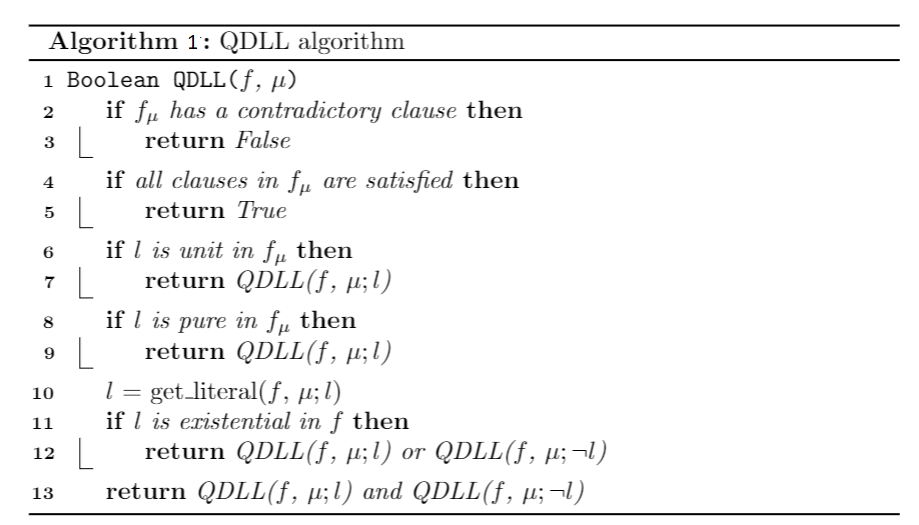 Algorithm 1: QDLL algorithm
1 Boolean QDLL(f, μ)
2 if f_μ has a contradictory clause then
3 return False
4 if all clauses in f_μ are satisfied then
5 return True
6 if l is unit in f_μ then
7 return QDLL(f, μ; l)
8 if l is pure in f_μ then
9 return QDLL(f, μ; l)
10 l = get_literal(f, μ; l)
11 if l is existential in f then
12 return QDLL(f, μ; l) or QDLL(f, μ; ¬l)
13 return QDLL(f, μ; l) and QDLL(f, μ; ¬l)